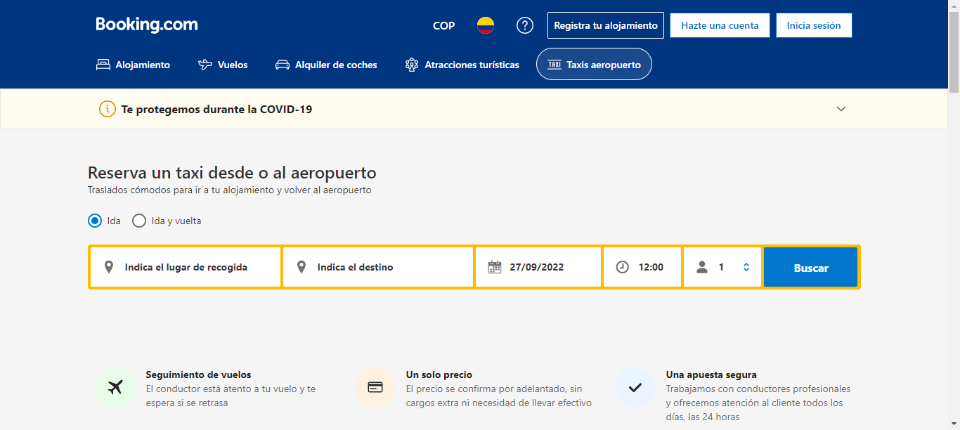 Booking.com
COP
Registra tu alojamiento
Hazte una cuenta
Inicia sesión
Alojamiento
Vuelos
Alquiler de coches
Atracciones turísticas
TAXI
Taxis aeropuerto
Te protegemos durante la COVID-19
Reserva un taxi desde o al aeropuerto
Traslados cómodos para ir a tu alojamiento y volver al aeropuerto
Ida
Ida y vuelta
Indica el lugar de recogida
Indica el destino
27/09/2022
12:00
1
Buscar
Seguimiento de vuelos
El conductor está atento a tu vuelo y te
espera si se retrasa
Un solo precio
El precio se confirma por adelantado, sin
cargos extra ni necesidad de llevar efectivo
Una apuesta segura
Trabajamos con conductores profesionales
y ofrecemos atención al cliente todos los
días, las 24 horas